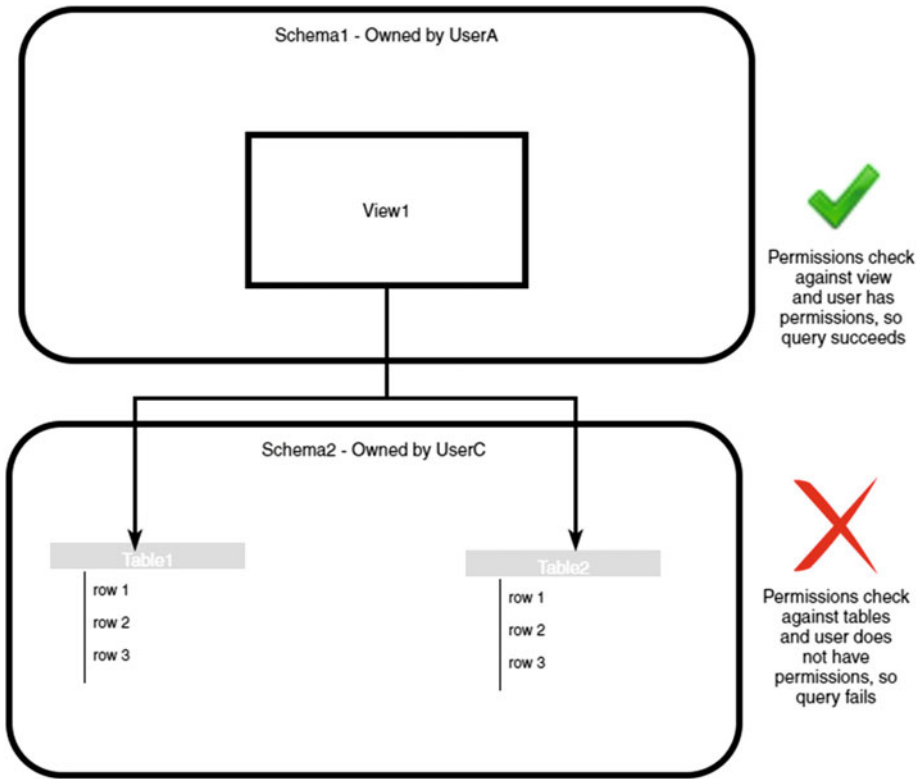 Schema1 - Owned by UserA
View1
Permissions check
against view
and user has
permissions, so
query succeeds
Schema2 - Owned by UserC
Table1
row 1
row 2
row 3
Table2
row 1
row 2
row 3
Permissions check
against tables
and user does
not have
permissions, so
query fails